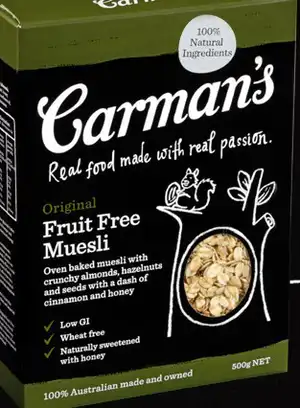 Carman's
100%
Natural
Ingredients
Carman's
Real food made with real passion.
Original
Fruit Free
Muesli
Oven baked muesli with
crunchy almonds, hazelnuts
and seeds with a dash of
cinnamon and honey
Low GI
Wheat free
Naturally sweetened
with honey
100% Australian made and owned
500g NET